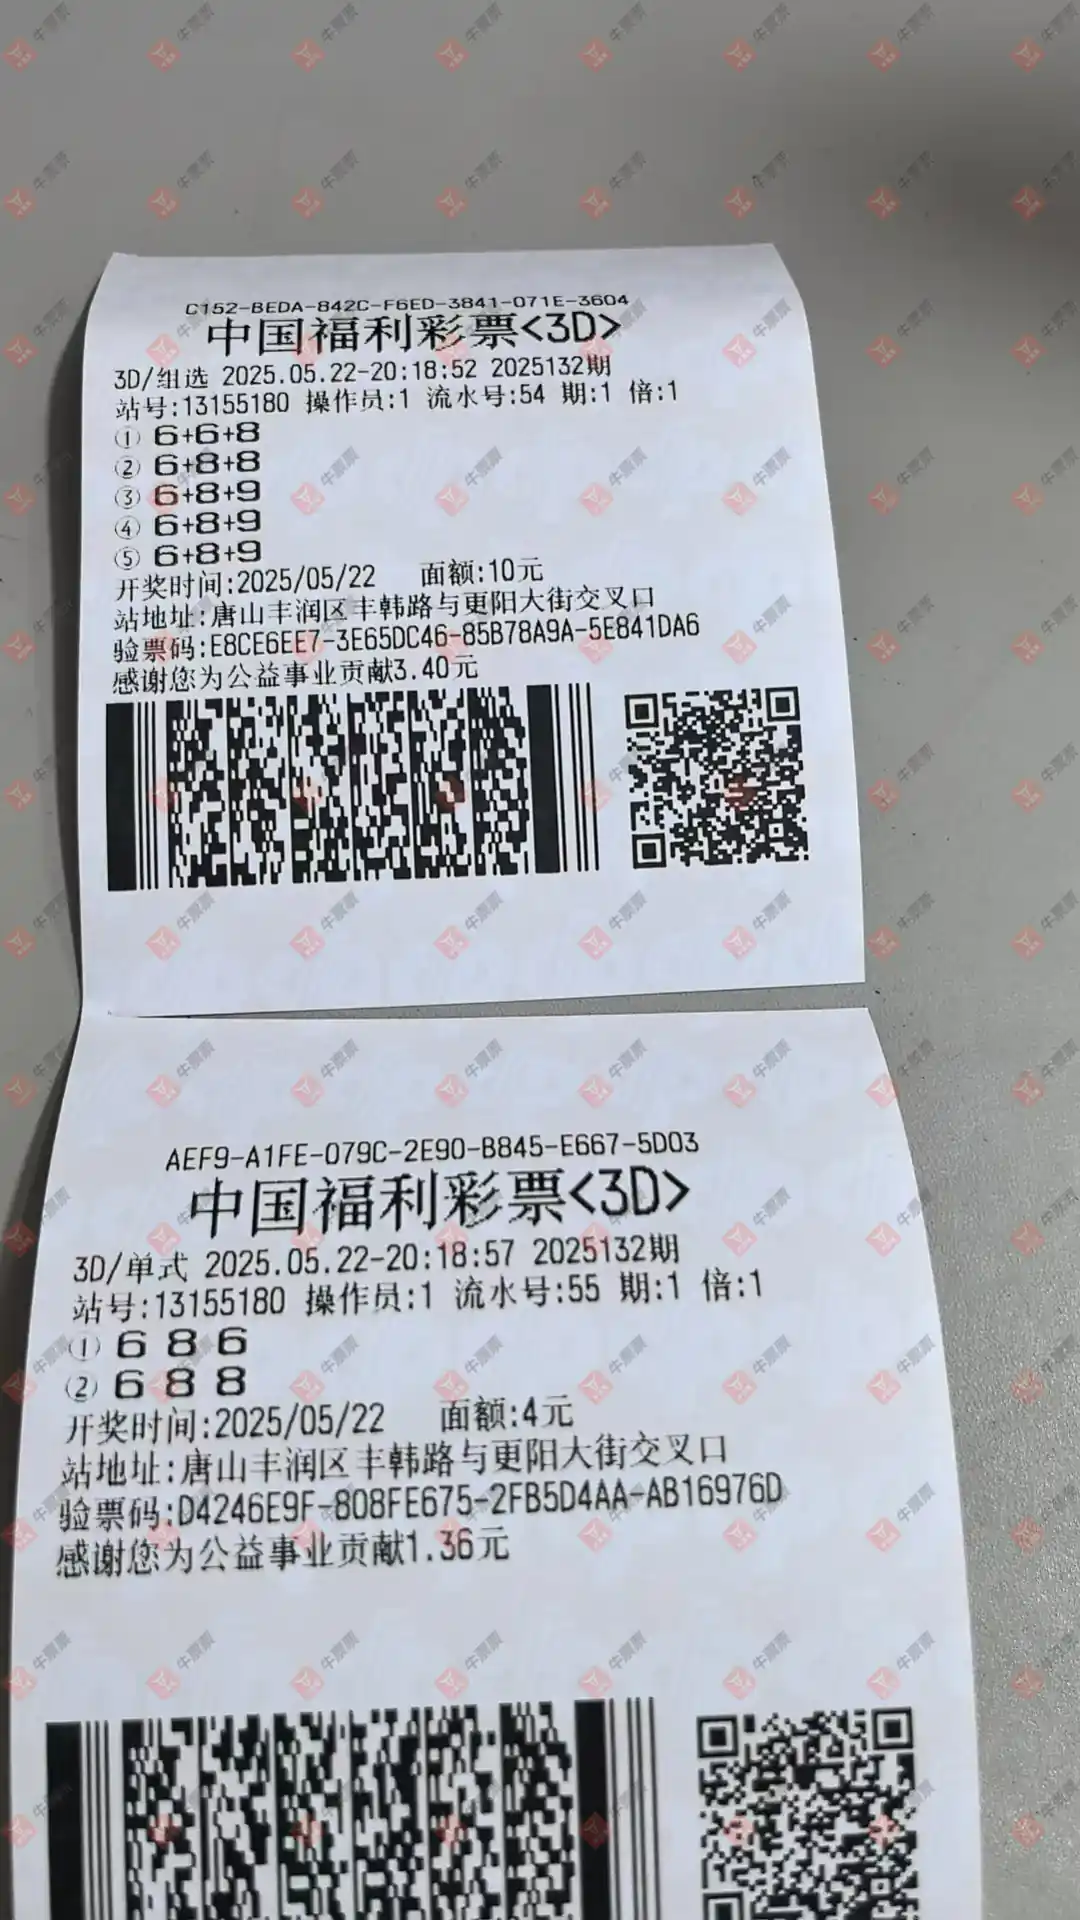 C152-BEDA-842C-F6ED-3841-071E-3604
中国福利彩票<3D>
3D/组选 2025.05.22-20:18:52 2025132期
站号:13155180 操作员:1 流水号:54 期:1 倍:1
① 6+6+8
② 6+8+8
③ 6+8+9
④ 6+8+9
⑤ 6+8+9
开奖时间:2025/05/22 面额:10元
站地址:唐山丰润区丰韩路与更阳大街交叉口
验票码:E8CE6EE7-3E65DC46-85B78A9A-5E841DA6
感谢您为公益事业贡献3.40元
AEF9-A1FE-079C-2E90-B845-E667-5D03
中国福利彩票<3D>
3D/单式 2025.05.22-20:18:57 2025132期
站号:13155180 操作员:1 流水号:55 期:1 倍:1
① 6 8 6
② 6 8 8
开奖时间:2025/05/22 面额:4元
站地址:唐山丰润区丰韩路与更阳大街交叉口
验票码:D4246E9F-808FE675-2FB5D4AA-AB16976D
感谢您为公益事业贡献1.36元
牛票票